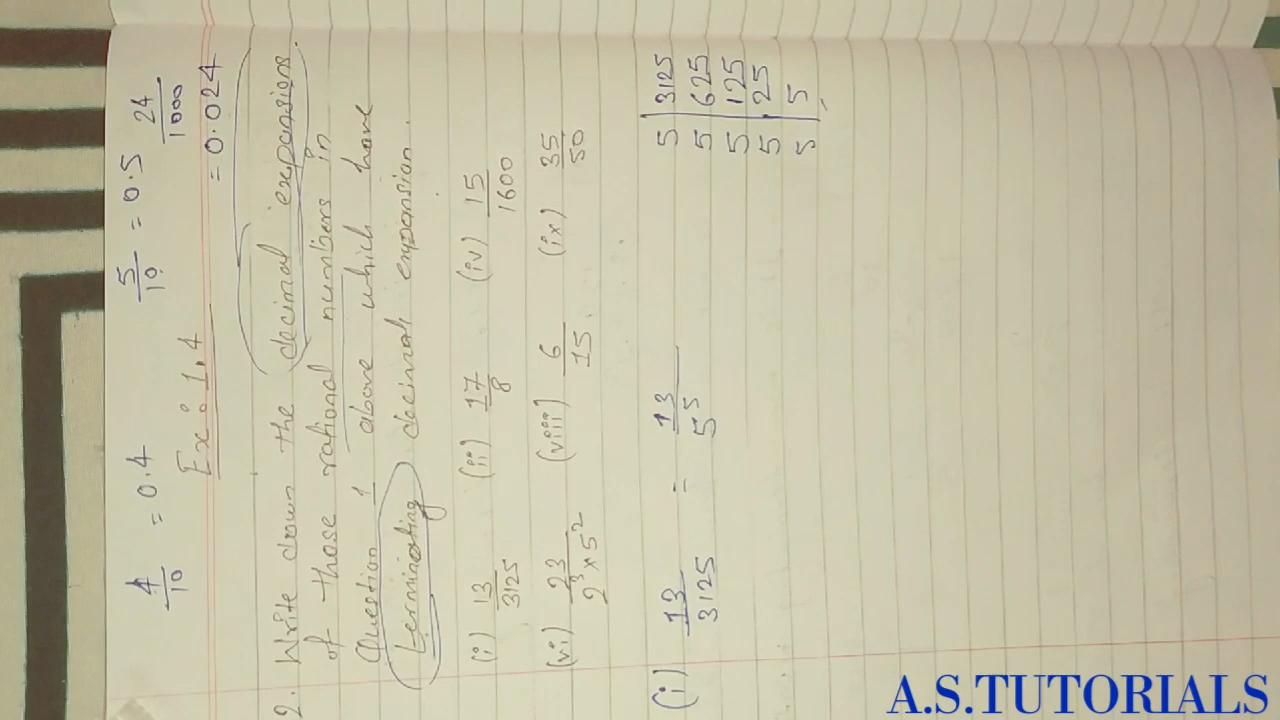 4/10 = 0.4 5/10 = 0.5 24/1000
= 0.024
Ex: 1.4
2. Write down the decimal expansions
of those rational numbers in
Question 1 above which have
terminating decimal expansion.
(i) 13/3125 (ii) 17/8 (iv) 15/1600
(vi) 23/2³×5² (viii) 6/15 (ix) 35/50
(i) 13/3125 = 13/5⁵
5 | 3125
5 | 625
5 | 125
5 | 25
5 | 5
A.S.TUTORIALS